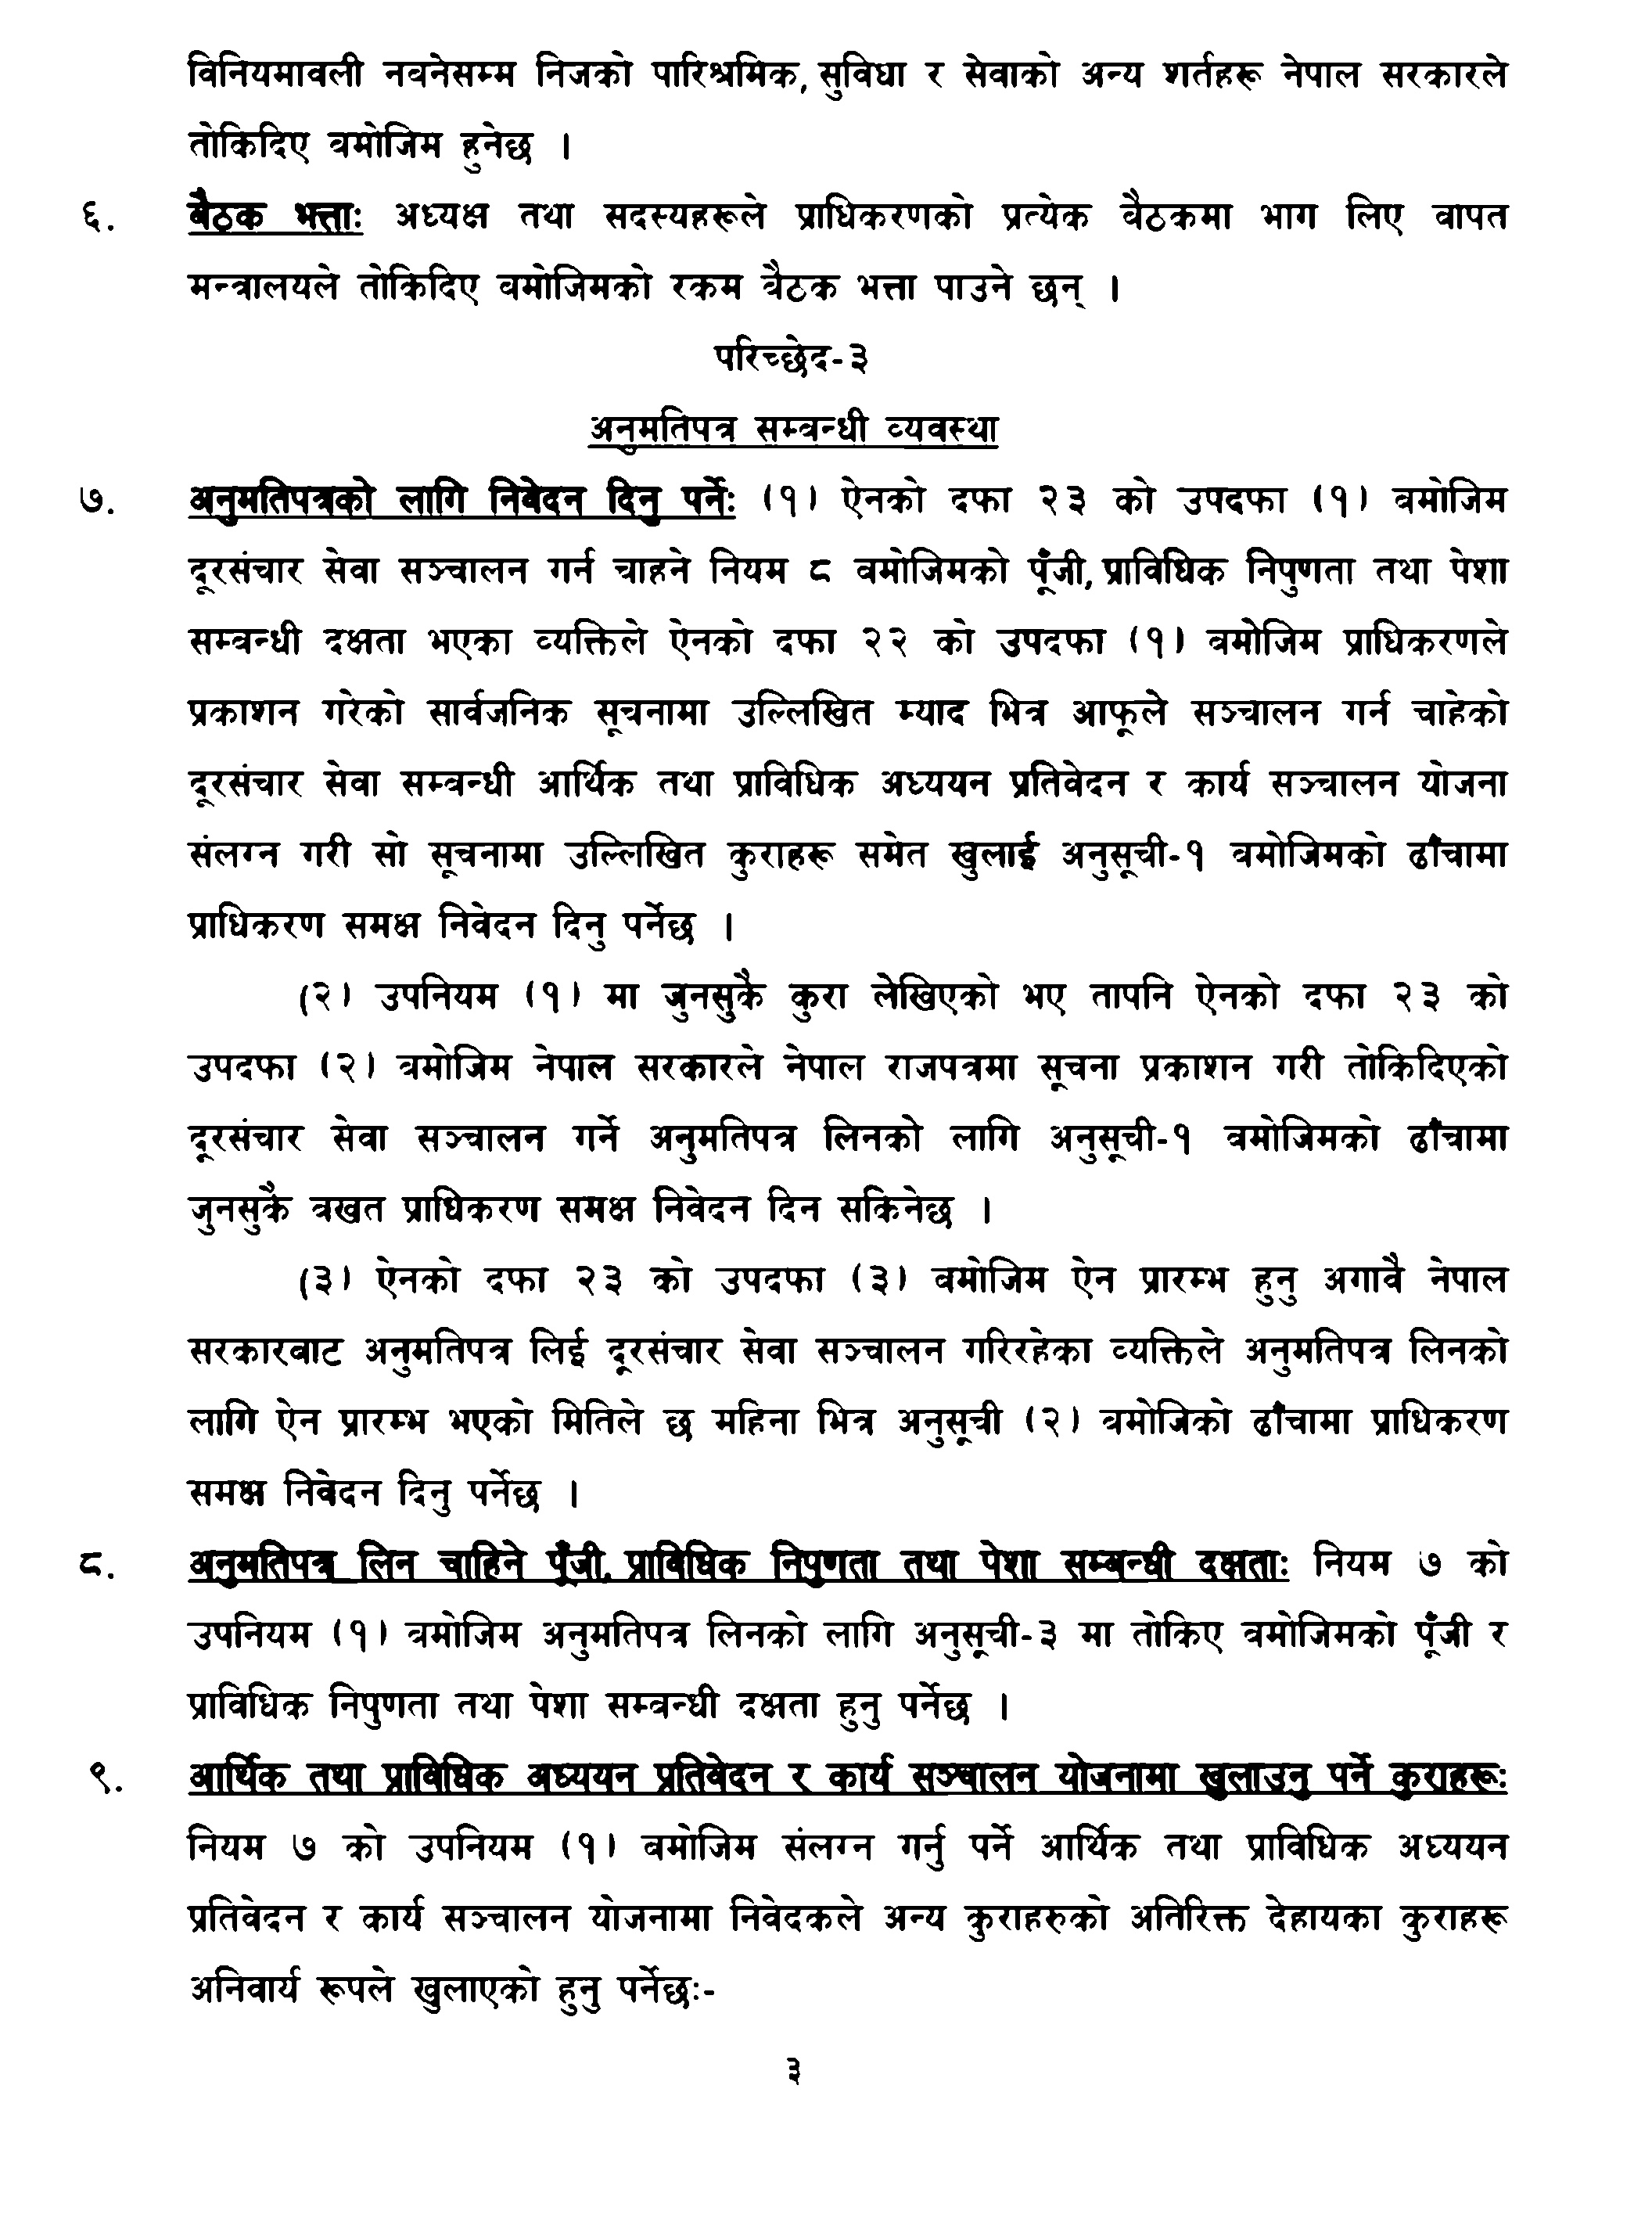 विनियमावली नबनेसम्म निजको पारिश्रमिक, सुविधा र सेवाको अन्य शर्तहरू नेपाल सरकारले
तोकिदिए बमोजिम हुनेछ ।
६. बैठक भत्ताः अध्यक्ष तथा सदस्यहरूले प्राधिकरणको प्रत्येक बैठकमा भाग लिए वापत
मन्त्रालयले तोकिदिए बमोजिमको रकम बैठक भत्ता पाउने छन् ।
परिच्छेद-३
अनुमतिपत्र सम्बन्धी व्यवस्था
७. अनुमतिपत्रको लागि निवेदन दिनु पर्नेः (१) ऐनको दफा २३ को उपदफा (१) बमोजिम
दूरसंचार सेवा सञ्चालन गर्न चाहने नियम ८ बमोजिमको पूँजी, प्राविधिक निपुणता तथा पेशा
सम्बन्धी दक्षता भएका व्यक्तिले ऐनको दफा २२ को उपदफा (१) बमोजिम प्राधिकरणले
प्रकाशन गरेको सार्वजनिक सूचनामा उल्लिखित म्याद भित्र आफूले सञ्चालन गर्न चाहेको
दूरसंचार सेवा सम्बन्धी आर्थिक तथा प्राविधिक अध्ययन प्रतिवेदन र कार्य सञ्चालन योजना
संलग्न गरी सो सूचनामा उल्लिखित कुराहरू समेत खुलाई अनुसूची-१ बमोजिमको ढाँचामा
प्राधिकरण समक्ष निवेदन दिनु पर्नेछ ।
(२) उपनियम (१) मा जुनसुकै कुरा लेखिएको भए तापनि ऐनको दफा २३ को
उपदफा (२) बमोजिम नेपाल सरकारले नेपाल राजपत्रमा सूचना प्रकाशन गरी तोकिदिएको
दूरसंचार सेवा सञ्चालन गर्ने अनुमतिपत्र लिनको लागि अनुसूची-१ बमोजिमको ढाँचामा
जुनसुकै बखत प्राधिकरण समक्ष निवेदन दिन सकिनेछ ।
(३) ऐनको दफा २३ को उपदफा (३) बमोजिम ऐन प्रारम्भ हुनु अगावै नेपाल
सरकारबाट अनुमतिपत्र लिई दूरसंचार सेवा सञ्चालन गरिरहेका व्यक्तिले अनुमतिपत्र लिनको
लागि ऐन प्रारम्भ भएको मितिले छ महिना भित्र अनुसूची (२) बमोजिको ढाँचामा प्राधिकरण
समक्ष निवेदन दिनु पर्नेछ ।
८. अनुमतिपत्र लिन चाहिने पूँजी, प्राविधिक निपुणता तथा पेशा सम्बन्धी दक्षताः नियम ७ को
उपनियम (१) बमोजिम अनुमतिपत्र लिनको लागि अनुसूची-३ मा तोकिए बमोजिमको पूँजी र
प्राविधिक निपुणता तथा पेशा सम्बन्धी दक्षता हुनु पर्नेछ ।
९. आर्थिक तथा प्राविधिक अध्ययन प्रतिवेदन र कार्य सञ्चालन योजनामा खुलाउनु पर्ने कुराहरूः
नियम ७ को उपनियम (१) बमोजिम संलग्न गर्नु पर्ने आर्थिक तथा प्राविधिक अध्ययन
प्रतिवेदन र कार्य सञ्चालन योजनामा निवेदकले अन्य कुराहरुको अतिरिक्त देहायका कुराहरू
अनिवार्य रूपले खुलाएको हुनु पर्नेछः-
३